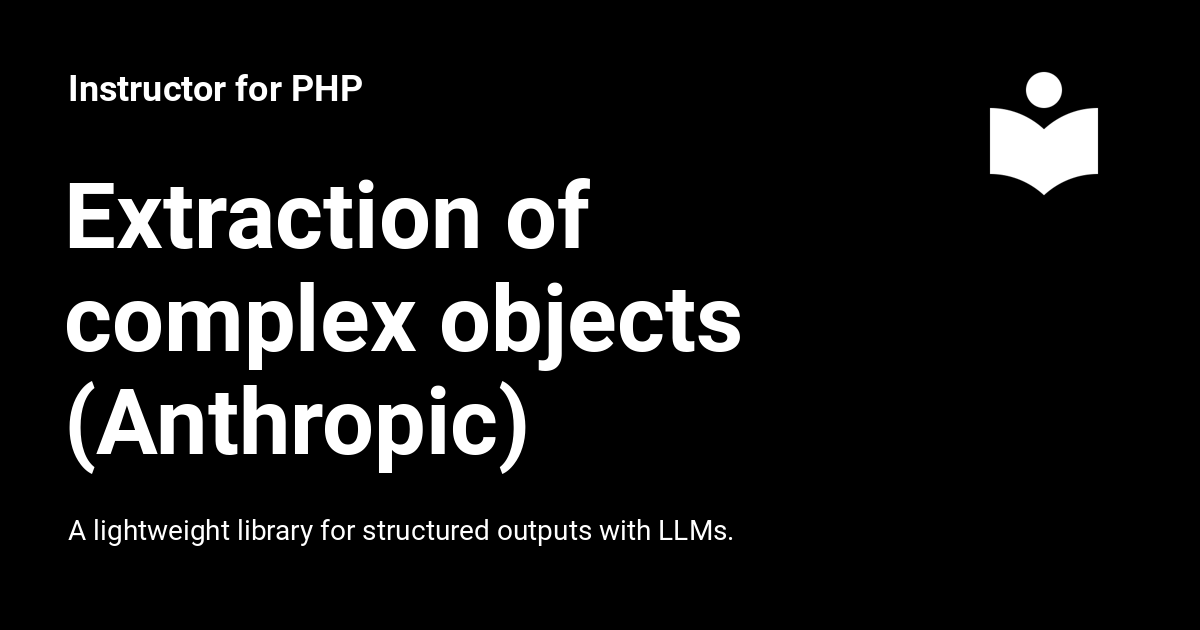 Instructor for PHP
Extraction of
complex objects
(Anthropic)
A lightweight library for structured outputs with LLMs.